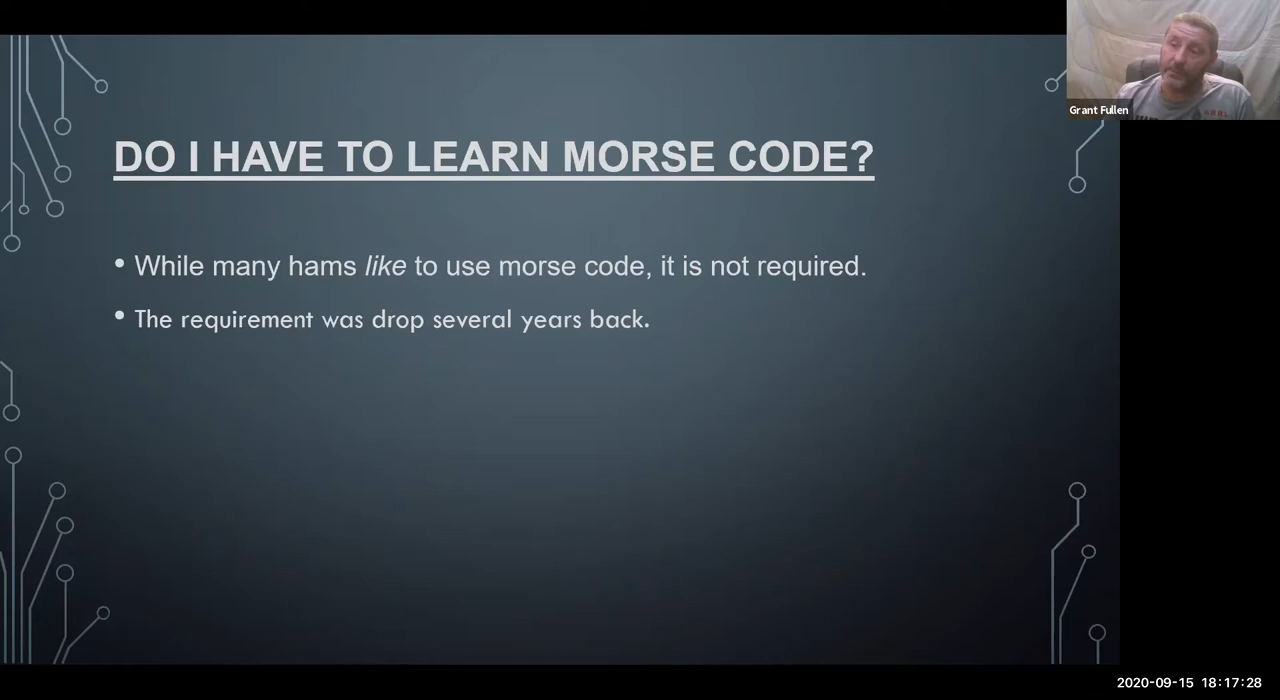 Grant Fullen
DO I HAVE TO LEARN MORSE CODE?
• While many hams like to use morse code, it is not required.
• The requirement was drop several years back.
2020-09-15 18:17:28